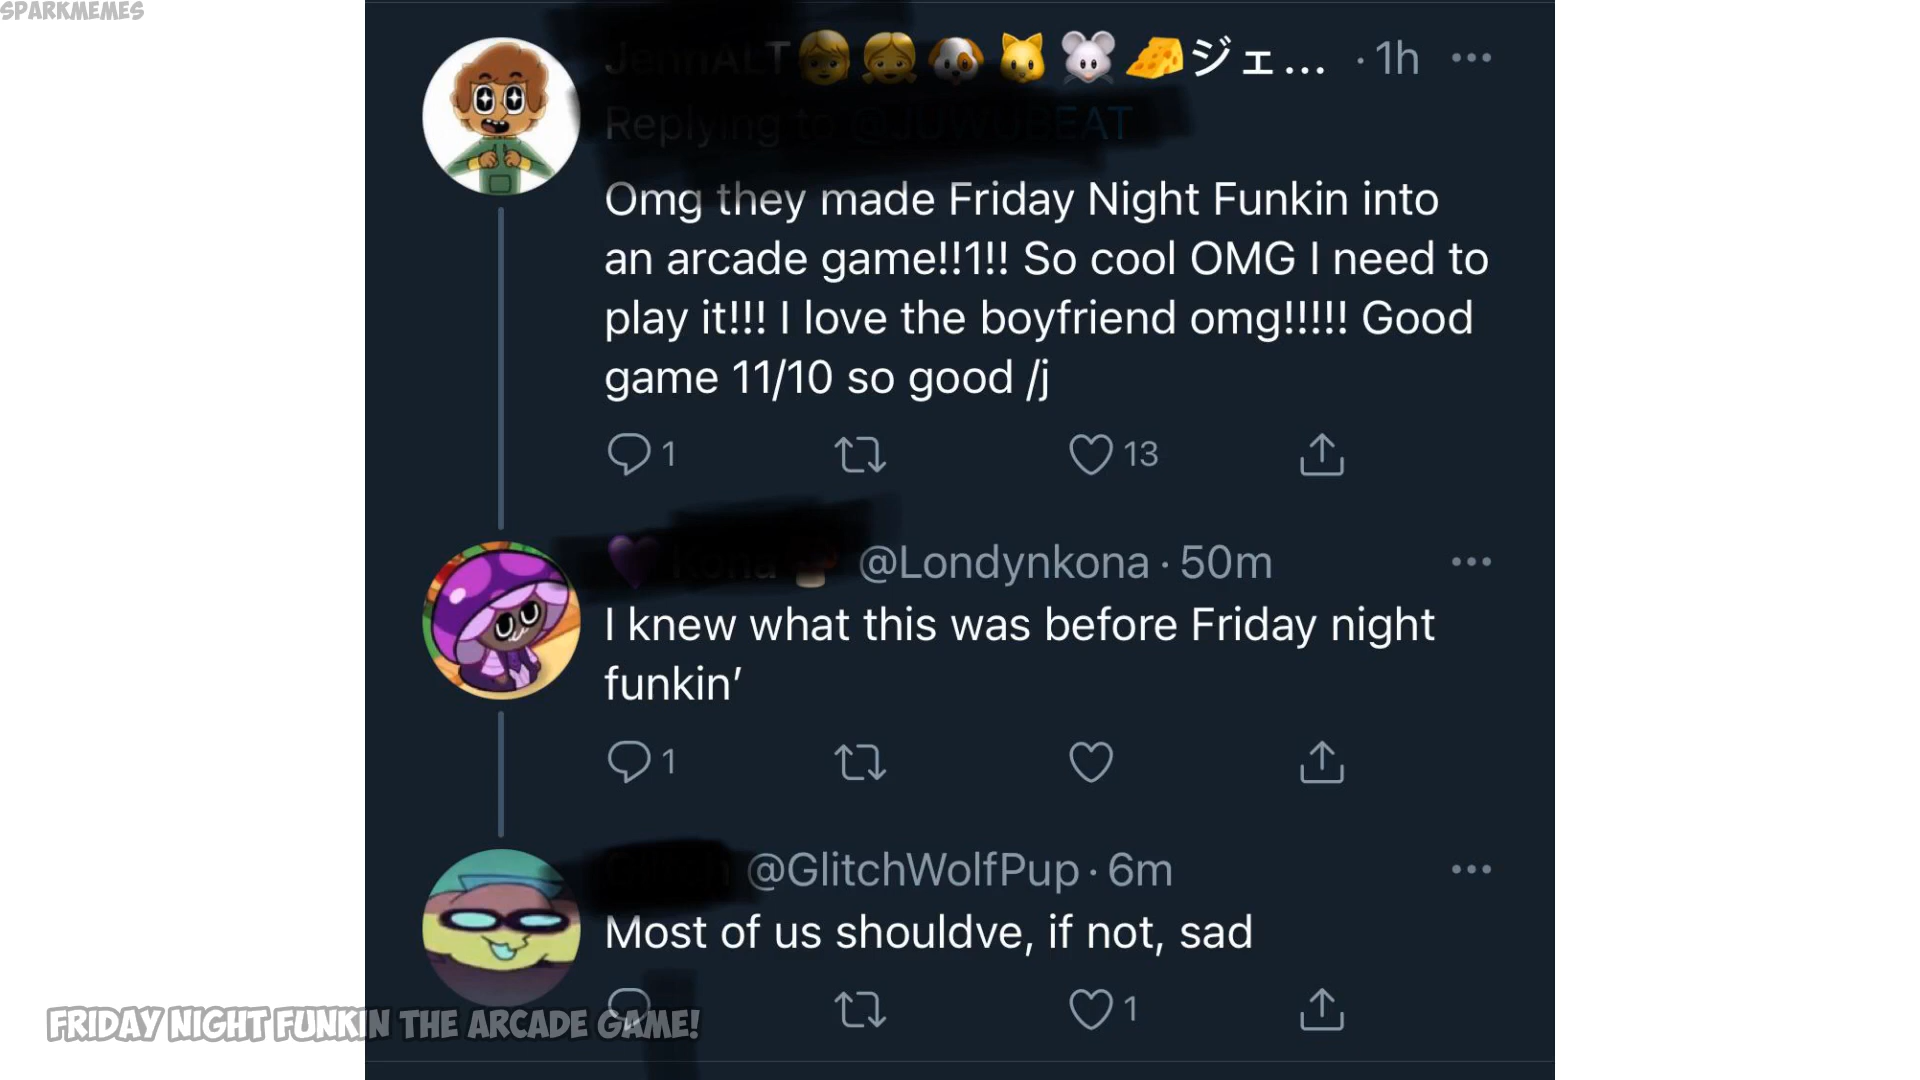 SPARKMEMES
JennALT👦👧🐶🐱🐭🧀ジェ... · 1h
Replying to
Omg they made Friday Night Funkin into
an arcade game!!1!! So cool OMG I need to
play it!!! I love the boyfriend omg!!!!! Good
game 11/10 so good /j
1 13
@Londynkona · 50m
I knew what this was before Friday night
funkin’
1
@GlitchWolfPup · 6m
Most of us shouldve, if not, sad
1
FRIDAY NIGHT FUNKIN THE ARCADE GAME!